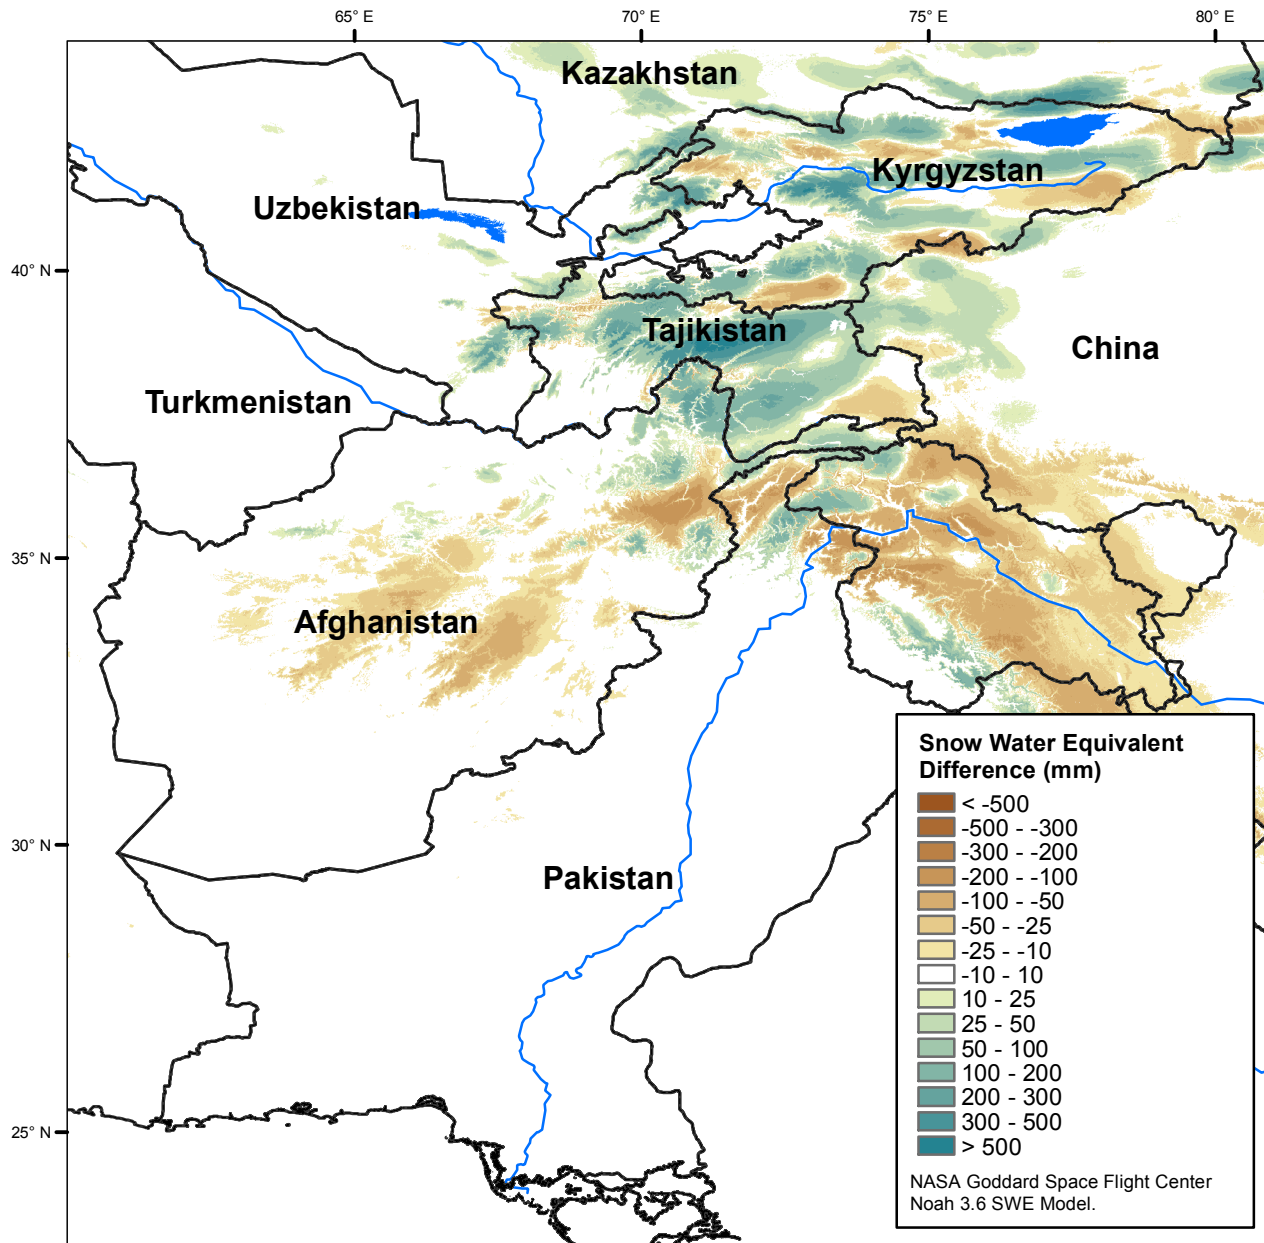 65° E
70° E
75° E
80° E
Kazakhstan
Kyrgyzstan
Uzbekistan
40° N
Tajikistan
China
Turkmenistan
35° N
Afghanistan
Snow Water Equivalent
Difference (mm)
< -500
-500 - -300
-300 - -200
-200 - -100
-100 - -50
-50 - -25
-25 - -10
-10 - 10
10 - 25
25 - 50
50 - 100
100 - 200
200 - 300
300 - 500
> 500
30° N
Pakistan
25° N
NASA Goddard Space Flight Center
Noah 3.6 SWE Model.